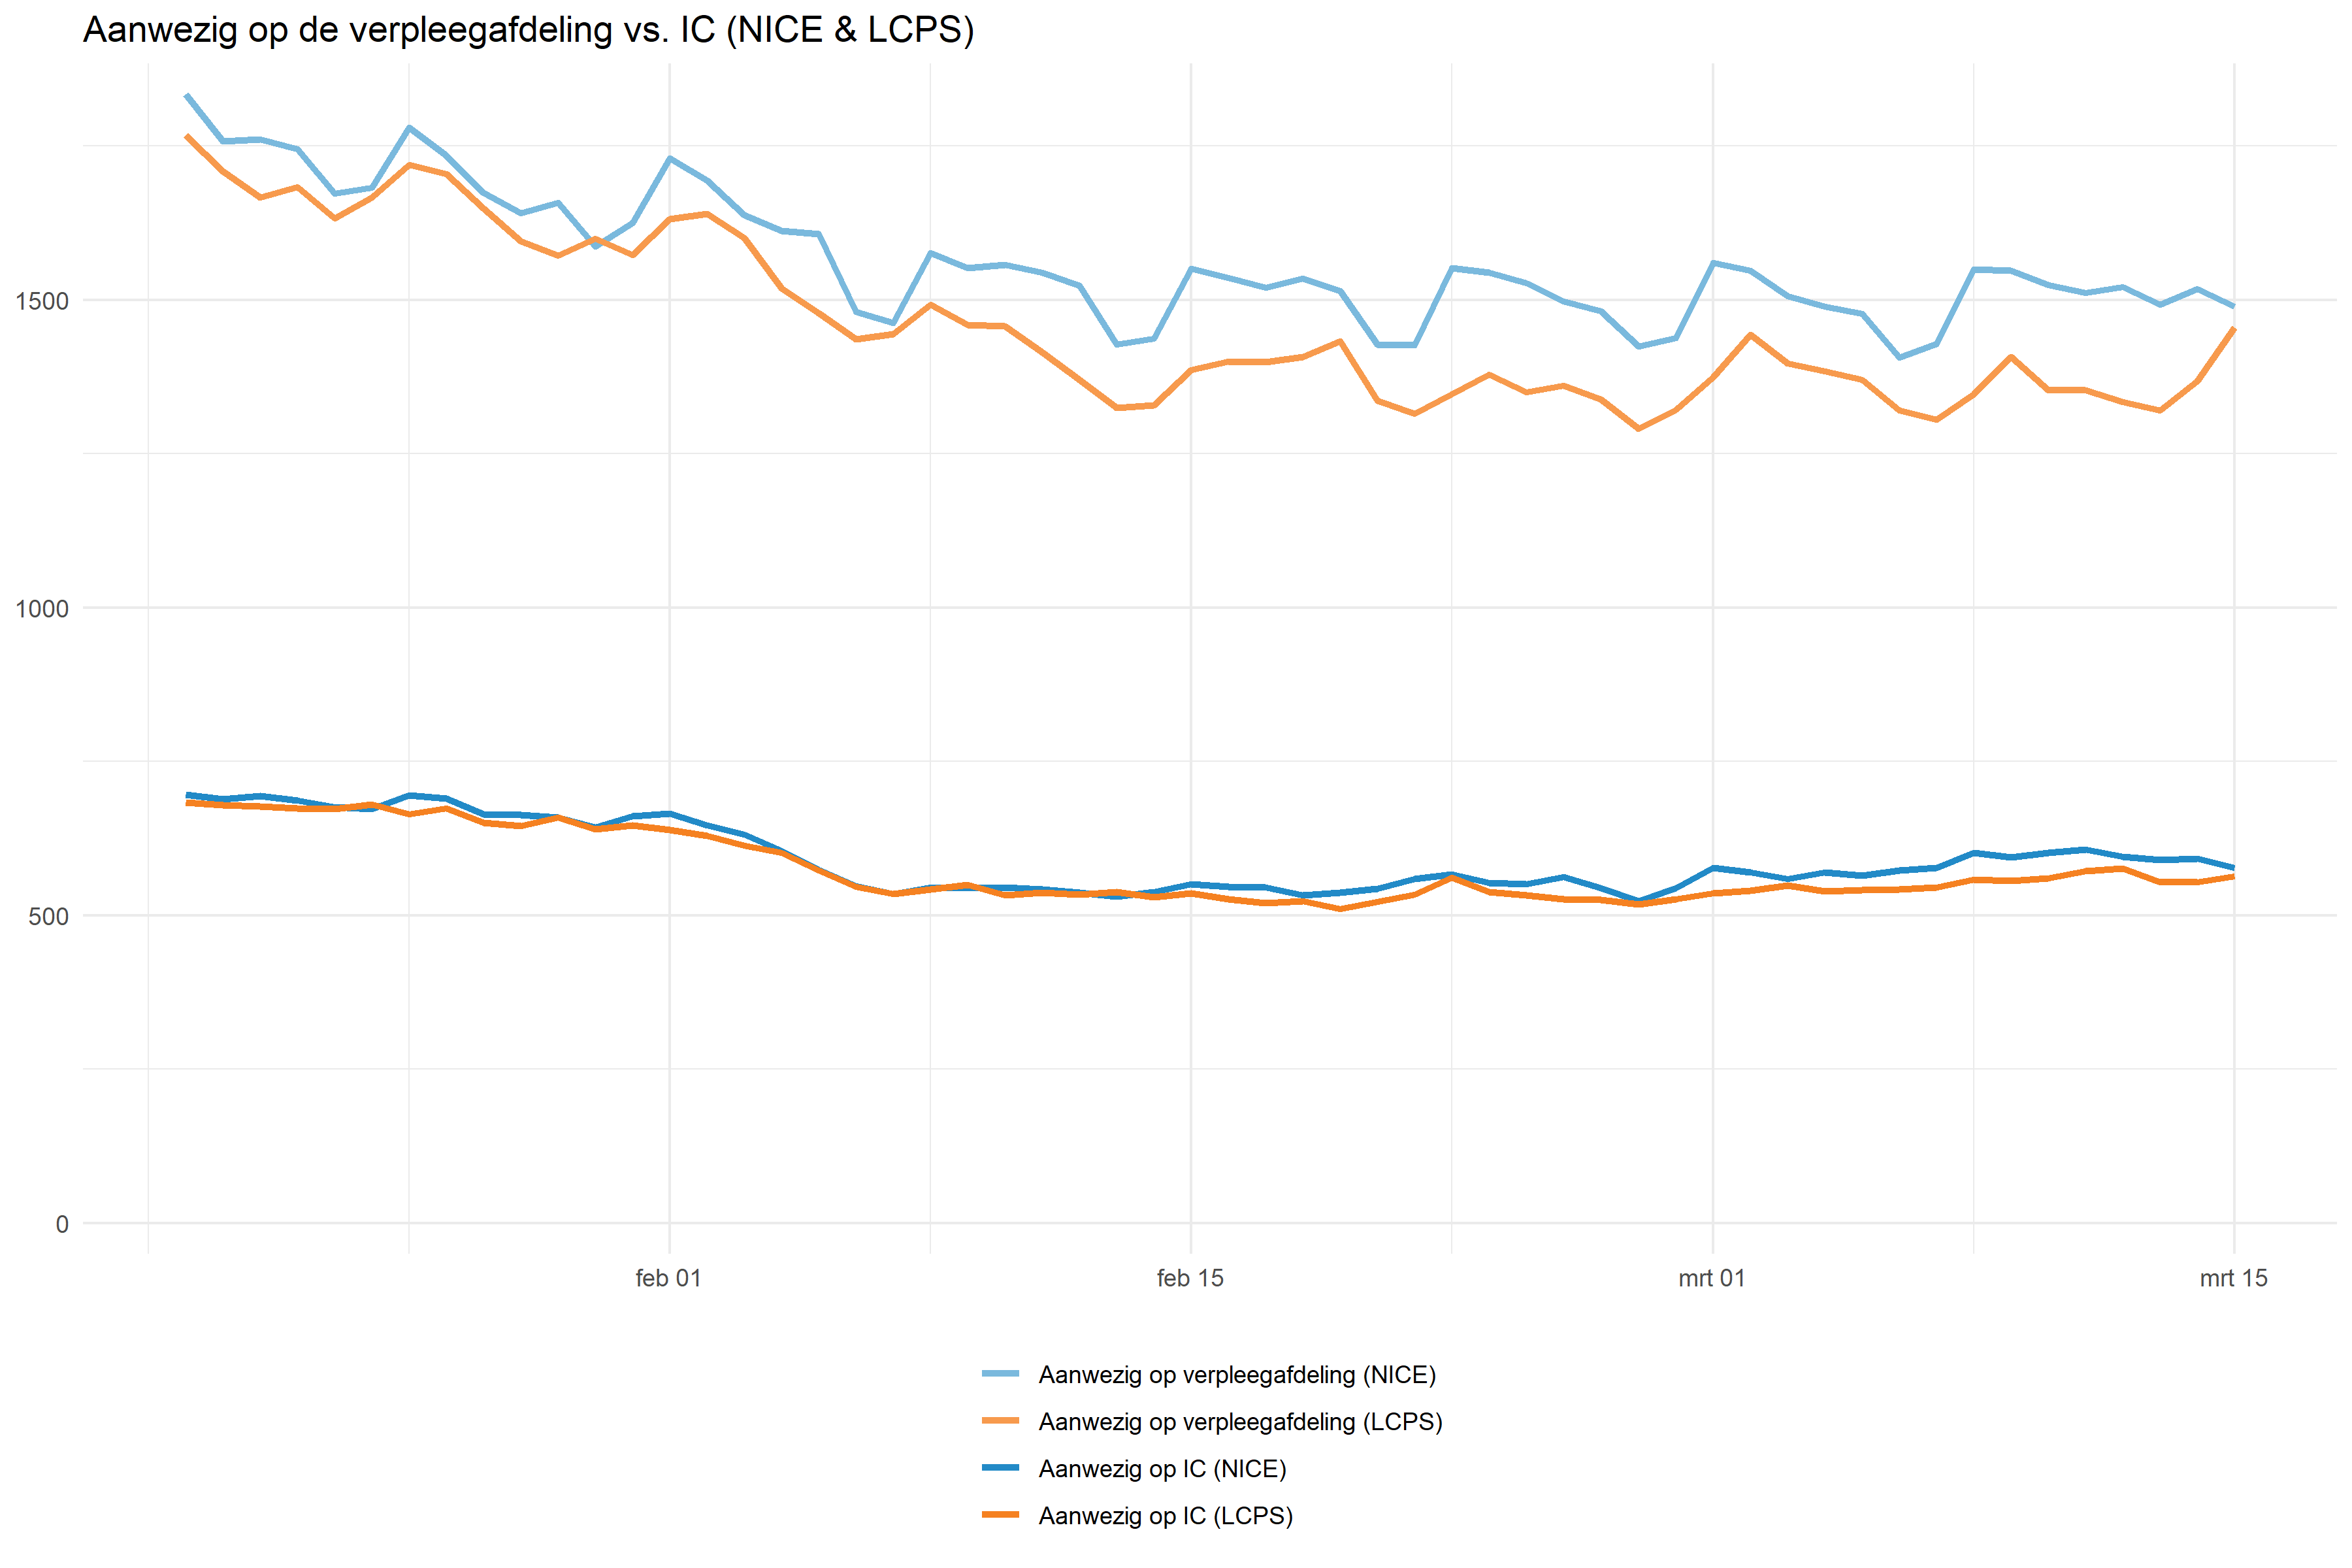 Aanwezig op de verpleegafdeling vs. IC (NICE & LCPS)
1500
1000
500
0
feb 01 feb 15 mrt 01 mrt 15
Aanwezig op verpleegafdeling (NICE)
Aanwezig op verpleegafdeling (LCPS)
Aanwezig op IC (NICE)
Aanwezig op IC (LCPS)